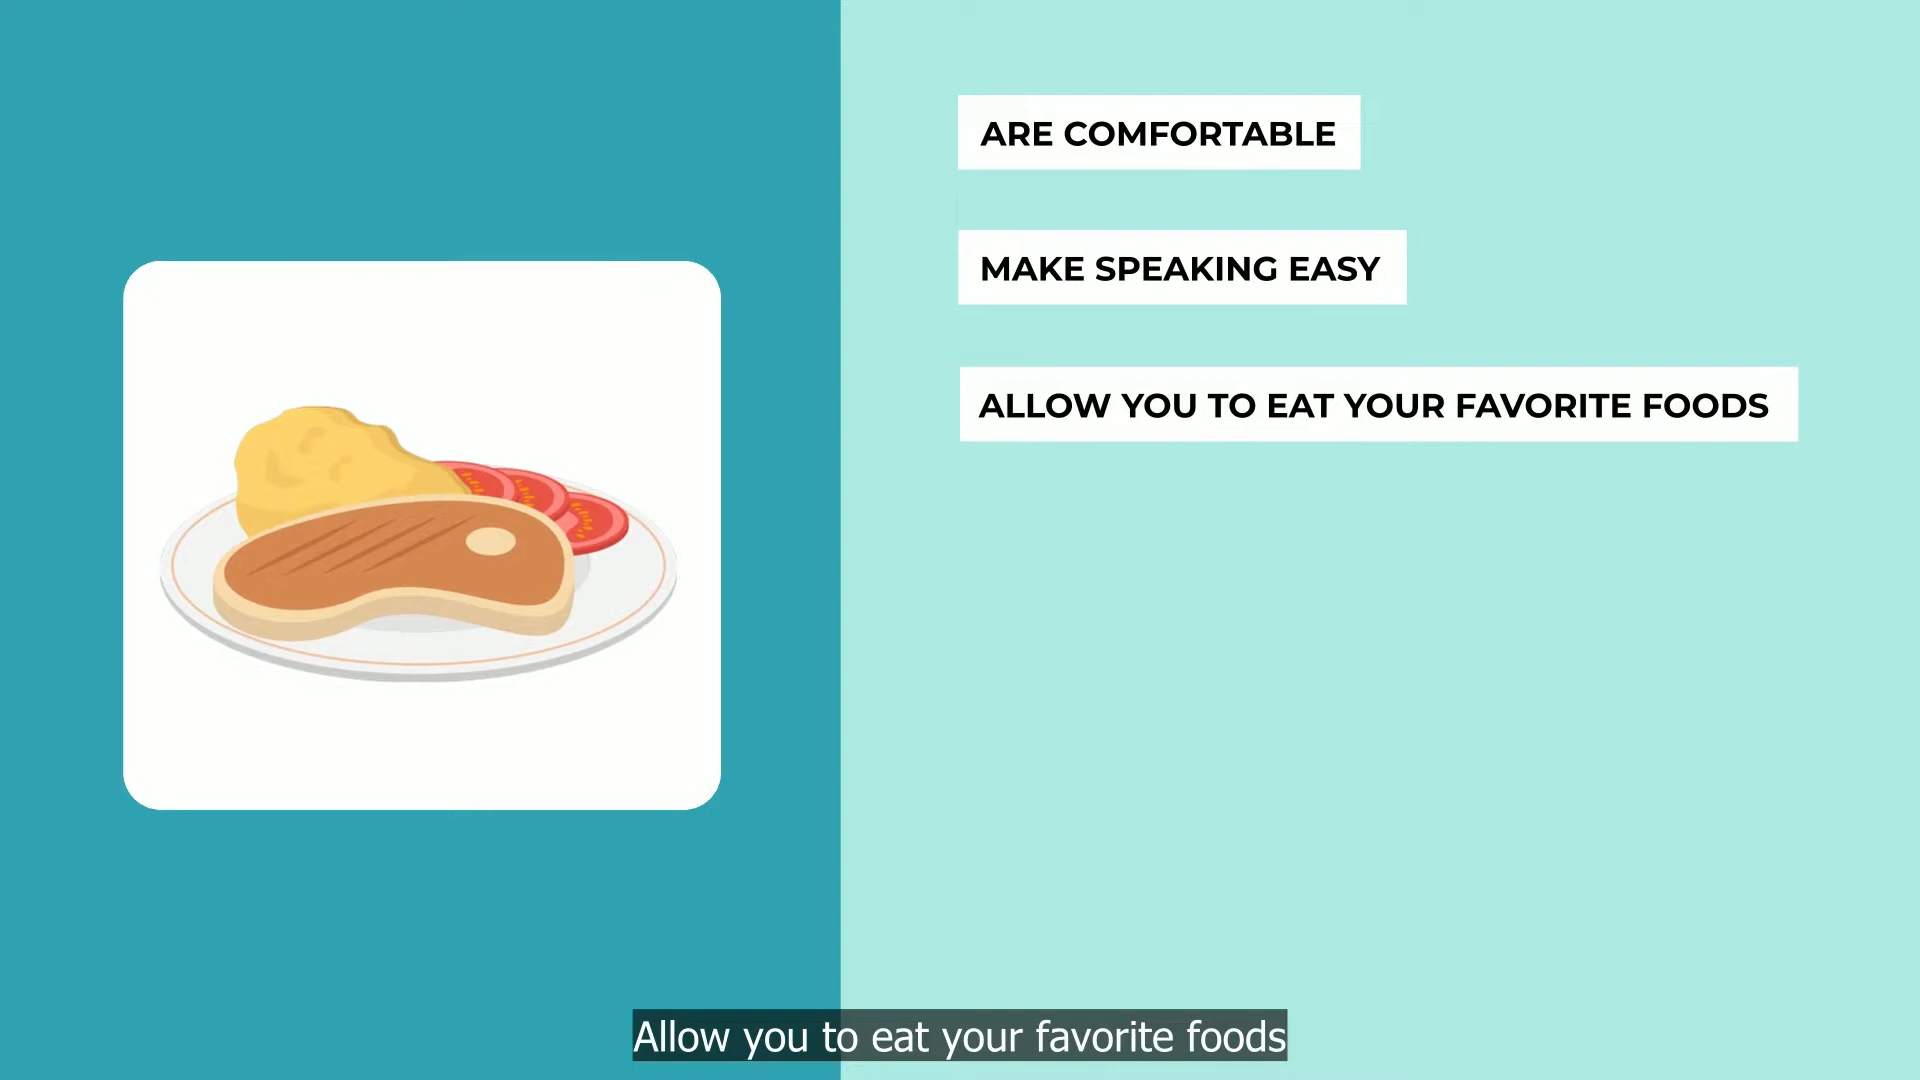 ARE COMFORTABLE
MAKE SPEAKING EASY
ALLOW YOU TO EAT YOUR FAVORITE FOODS
Allow you to eat your favorite foods